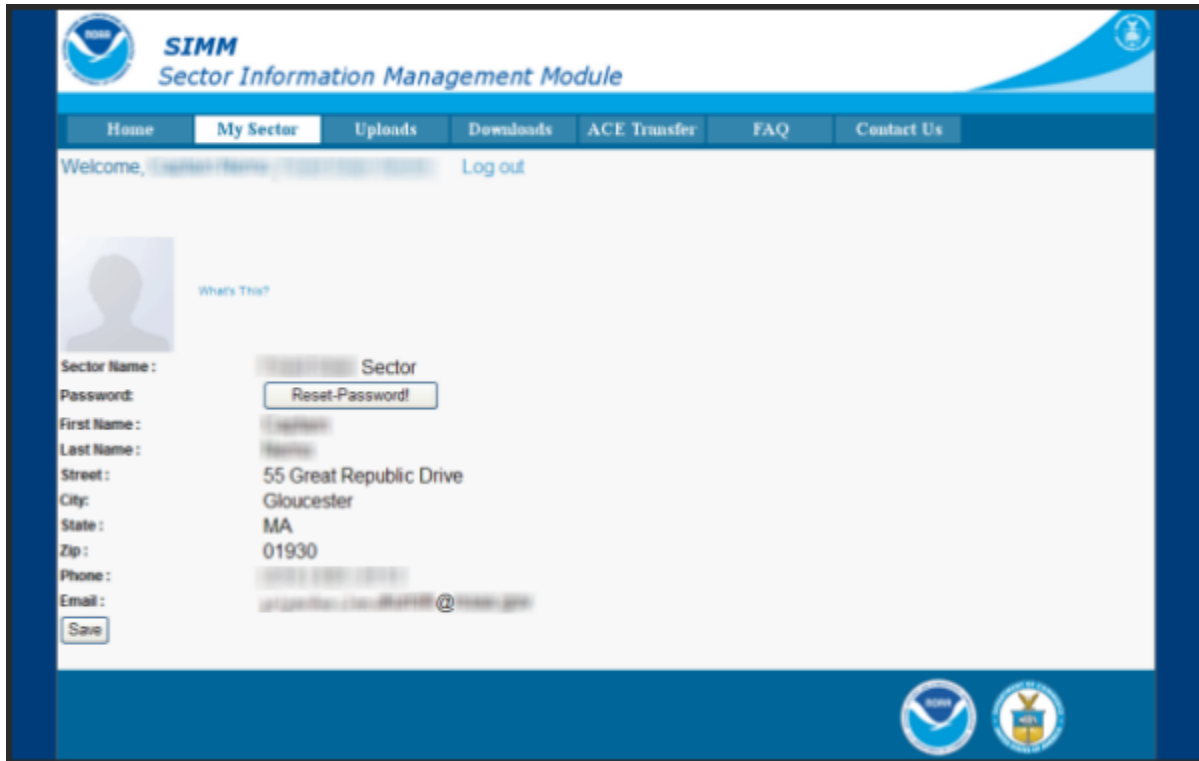 NOAA
SIMM
Sector Information Management Module
Home My Sector Uploads Downloads ACE Transfer FAQ Contact Us
Welcome, Log out
What's This?
Sector Name : Sector
Password: Reset-Password!
First Name :
Last Name :
Street : 55 Great Republic Drive
City: Gloucester
State : MA
Zip : 01930
Phone :
Email : @
Save
NOAA